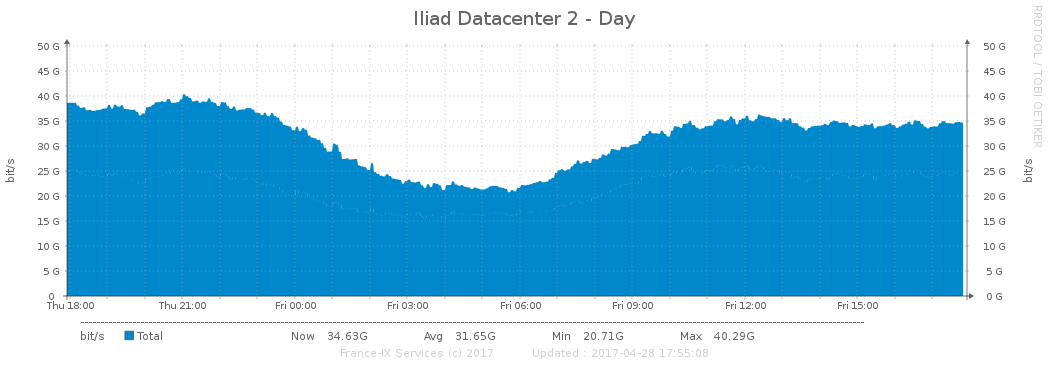 Iliad Datacenter 2 - Day
RRDTOOL / TOBI OETIKER
50 G 50 G
45 G 45 G
40 G 40 G
35 G 35 G
30 G 30 G
25 G 25 G
20 G 20 G
15 G 15 G
10 G 10 G
5 G 5 G
0 0 G
bit/s
bit/s
Thu 18:00 Thu 21:00 Fri 00:00 Fri 03:00 Fri 06:00 Fri 09:00 Fri 12:00 Fri 15:00
bit/s Total Now 34.63G Avg 31.65G Min 20.71G Max 40.29G
France-IX Services (c) 2017 Updated : 2017-04-28 17:55:08